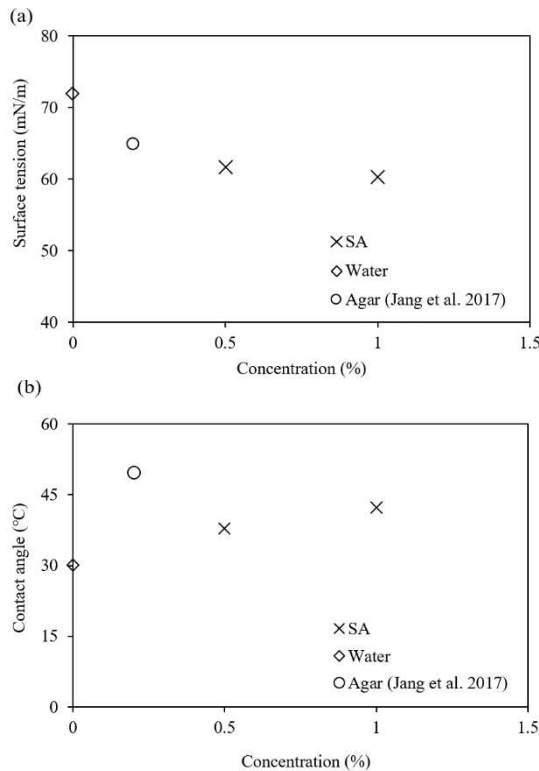 (a)
80
70
60
50
40
Surface tension (mN/m)
SA
Water
Agar (Jang et al. 2017)
0
0.5
1
1.5
Concentration (%)
(b)
60
45
30
15
0
Contact angle (°C)
SA
Water
Agar (Jang et al. 2017)
0
0.5
1
1.5
Concentration (%)